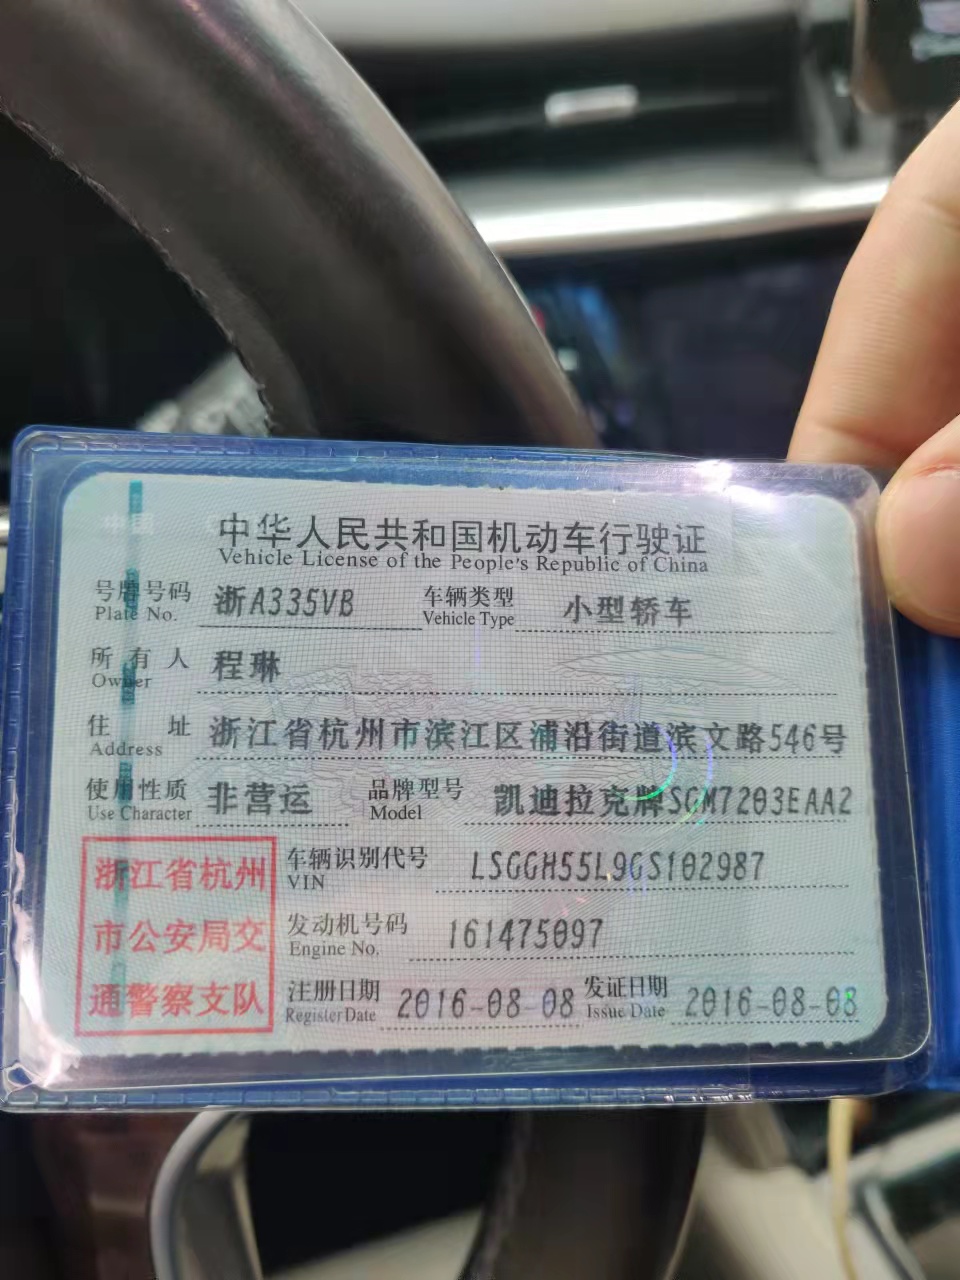 中华人民共和国机动车行驶证
Vehicle License of the People's Republic of China
号牌号码 浙A335VB 车辆类型 小型轿车
Plate No. Vehicle Type
所有人 程琳
Owner
住址 浙江省杭州市滨江区浦沿街道滨文路546号
Address
使用性质 非营运 品牌型号 凯迪拉克牌SGM7203EAA2
Use Character Model
浙江省杭州
市公安局交
通警察支队
车辆识别代号 LSGGH55L9GS102987
VIN
发动机号码 161475097
Engine No.
注册日期 2016-08-08 发证日期 2016-08-08
Register Date Issue Date